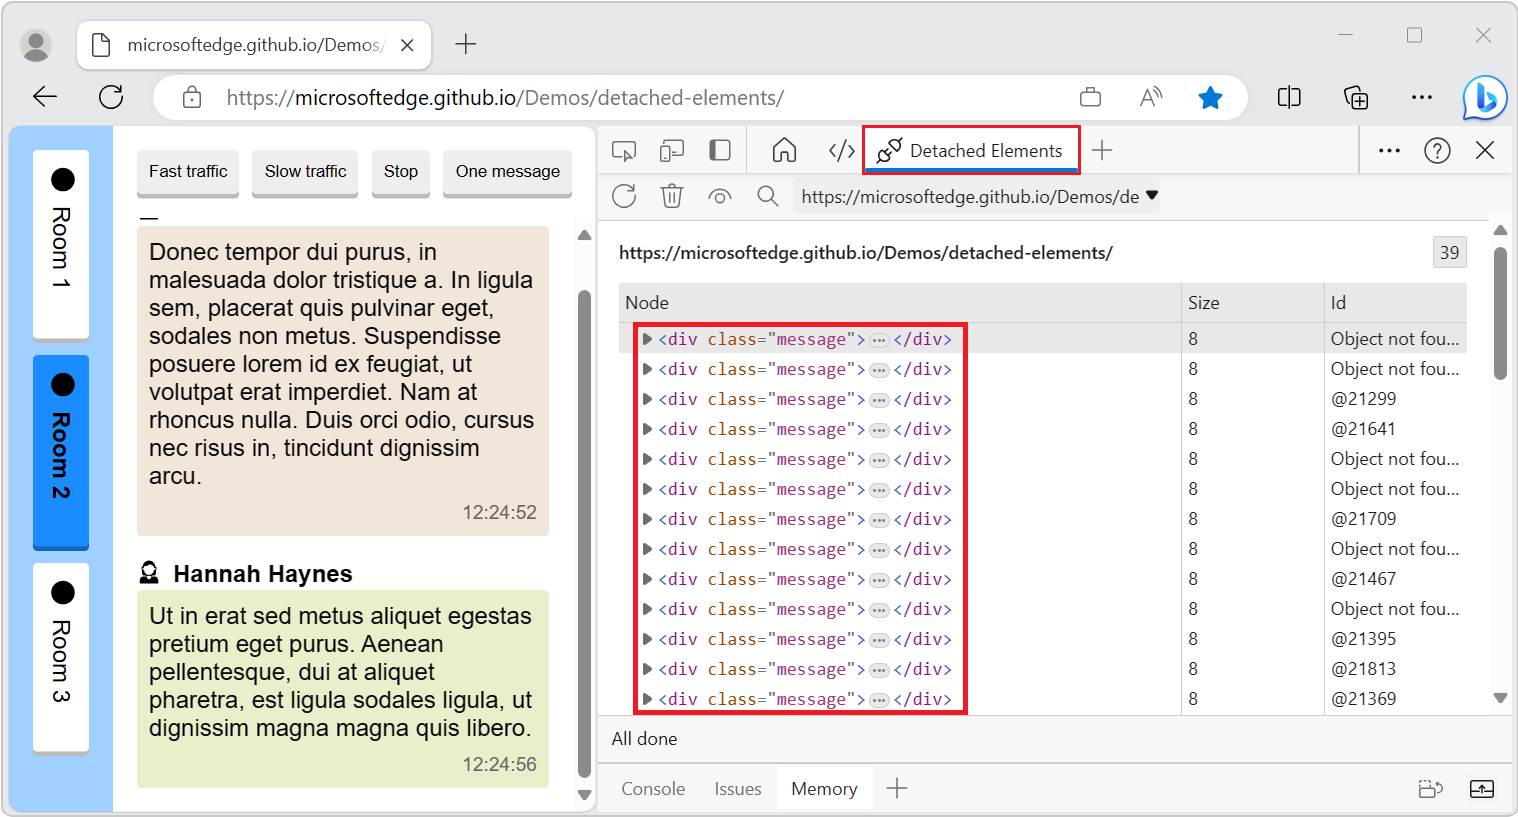 microsoftedge.github.io/Demos/
https://microsoftedge.github.io/Demos/detached-elements/
Room 1
Room 2
Room 3
Fast traffic
Slow traffic
Stop
One message
Donec tempor dui purus, in
malesuada dolor tristique a. In ligula
sem, placerat quis pulvinar eget,
sodales non metus. Suspendisse
posuere lorem id ex feugiat, ut
volutpat erat imperdiet. Nam at
rhoncus nulla. Duis orci odio, cursus
nec risus in, tincidunt dignissim
arcu.
12:24:52
Hannah Haynes
Ut in erat sed metus aliquet egestas
pretium eget purus. Aenean
pellentesque, dui at aliquet
pharetra, est ligula sodales ligula, ut
dignissim magna magna quis libero.
12:24:56
</> Detached Elements
https://microsoftedge.github.io/Demos/de
https://microsoftedge.github.io/Demos/detached-elements/ 39
Node Size Id
<div class="message">…</div> 8 Object not fou...
<div class="message">…</div> 8 Object not fou...
<div class="message">…</div> 8 @21299
<div class="message">…</div> 8 @21641
<div class="message">…</div> 8 Object not fou...
<div class="message">…</div> 8 Object not fou...
<div class="message">…</div> 8 @21709
<div class="message">…</div> 8 Object not fou...
<div class="message">…</div> 8 @21467
<div class="message">…</div> 8 Object not fou...
<div class="message">…</div> 8 @21395
<div class="message">…</div> 8 @21813
<div class="message">…</div> 8 @21369
All done
Console Issues Memory